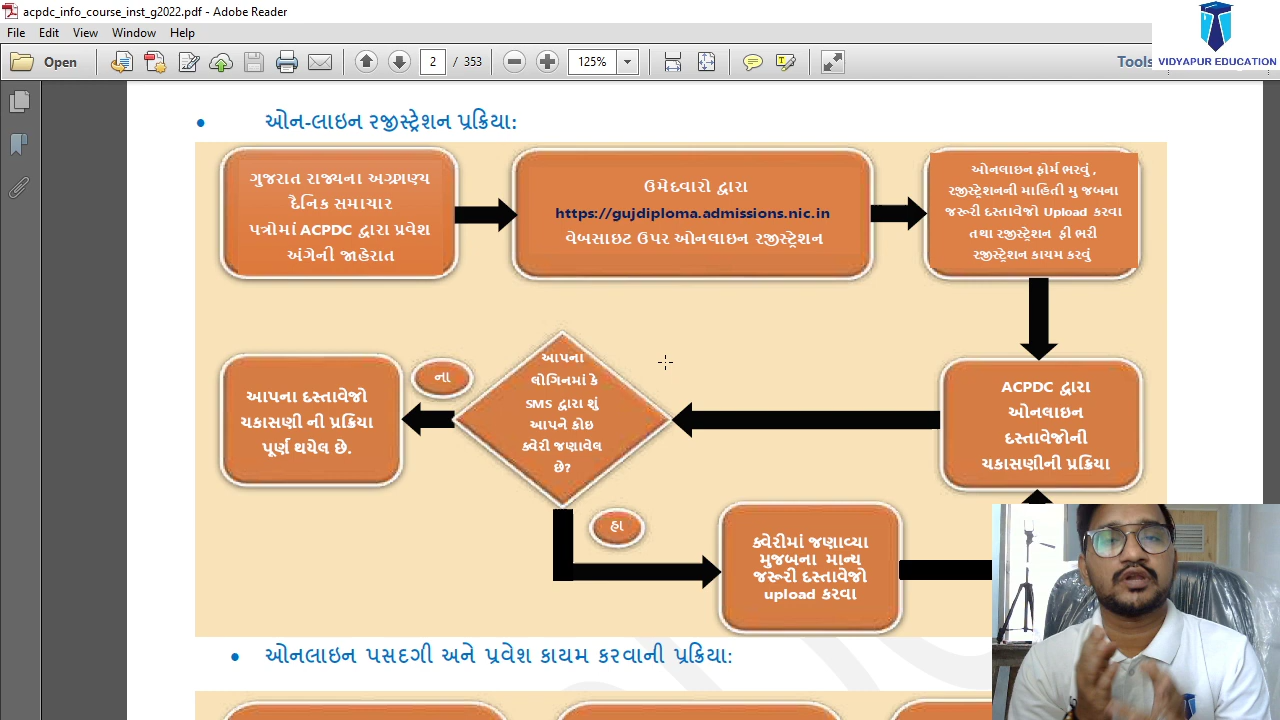 acpdc_info_course_inst_g2022.pdf - Adobe Reader
File Edit View Window Help
Open
2 / 353
125%
Tools
VIDYAPUR EDUCATION
• ઓન-લાઇન રજીસ્ટ્રેશન પ્રક્રિયા:
ગુજરાત રાજ્યના અગ્રગણ્ય
દૈનિક સમાચાર
પત્રોમાં ACPDC દ્વારા પ્રવેશ
અંગેની જાહેરાત
ઉમેદવારો દ્વારા
https://gujdiploma.admissions.nic.in
વેબસાઇટ ઉપર ઓનલાઇન રજીસ્ટ્રેશન
ઓનલાઇન ફોર્મ ભરવું ,
રજીસ્ટ્રેશનની માહિતી મુ જબના
જરૂરી દસ્તાવેજો Upload કરવા
તથા રજીસ્ટ્રેશન ફી ભરી
રજીસ્ટ્રેશન કાયમ કરવું
આપના દસ્તાવેજો
ચકાસણી ની પ્રક્રિયા
પૂર્ણ થયેલ છે.
ના
આપના
લોગિનમાં કે
SMS દ્વારા શું
આપને કોઇ
ક્વેરી જણાવેલ
છે?
ACPDC દ્વારા
ઓનલાઇન
દસ્તાવેજોની
ચકાસણીની પ્રક્રિયા
હા
ક્વેરીમાં જણાવ્યા
મુજબના માન્ય
જરૂરી દસ્તાવેજો
upload કરવા
• ઓનલાઇન પસદગી અને પ્રવેશ કાયમ કરવાની પ્રક્રિયા: